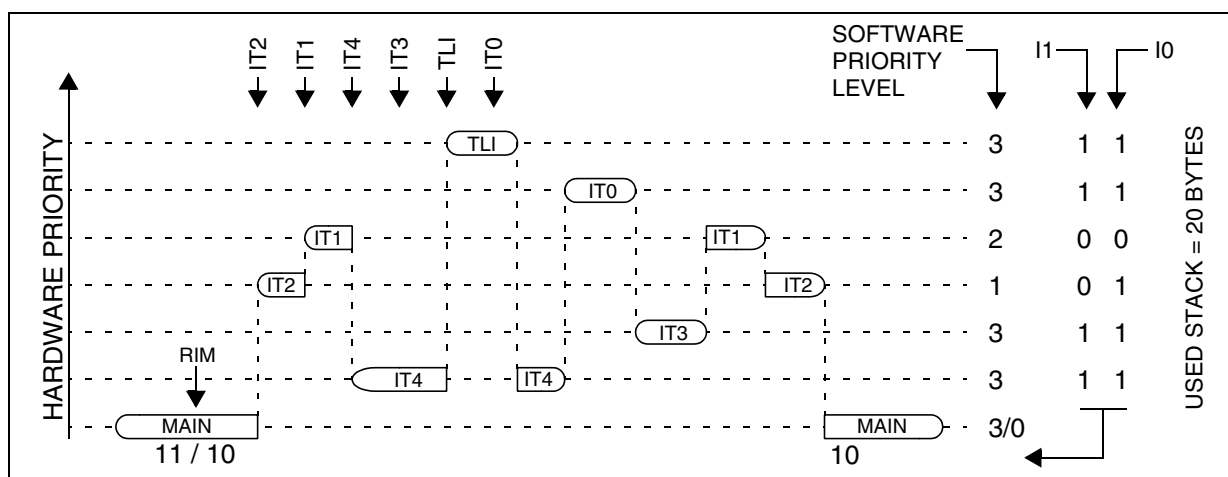 IT2
IT1
IT4
IT3
TLI
IT0
SOFTWARE
PRIORITY
LEVEL
I1
I0
HARDWARE PRIORITY
TLI
3
1 1
IT0
3
1 1
IT1
IT1
2
0 0
IT2
IT2
1
0 1
IT3
3
1 1
RIM
IT4
IT4
3
1 1
MAIN
MAIN
3/0
11 / 10
10
USED STACK = 20 BYTES